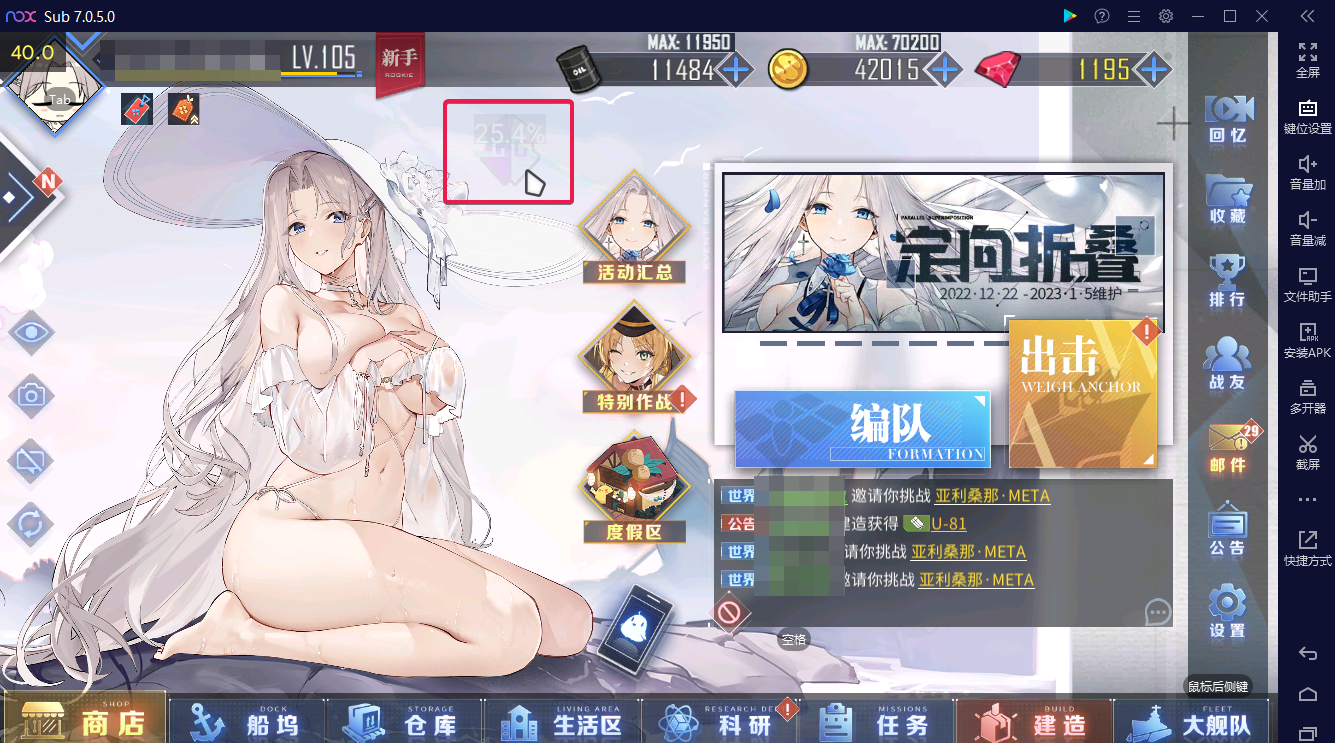 nox Sub 7.0.5.0
40.0
LV.105
新手
ROOKIE
MAX: 11950
11484
MAX: 70200
42015
1195
Tab
25.4%
N
活动汇总
特别作战
度假区
PARALLEL SUPERIMPOSITION
定向折叠
2022·12·22 - 2023·1·5维护
出击
WEIGH ANCHOR
编队
FORMATION
世界 邀请你挑战 亚利桑那·META
公告 建造获得 U-81
世界 请你挑战 亚利桑那·META
世界 邀请你挑战 亚利桑那·META
空格
回忆
收藏
排行
战友
29
邮件
公告
设置
鼠标后侧键
SHOP
商店
DOCK
船坞
STORAGE
仓库
LIVING AREA
生活区
RESEARCH DE
科研
MISSIONS
任务
BUILD
建造
FLEET
大舰队
全屏
键位设置
音量加
音量减
文件助手
APK
安装APK
多开器
截屏
快捷方式